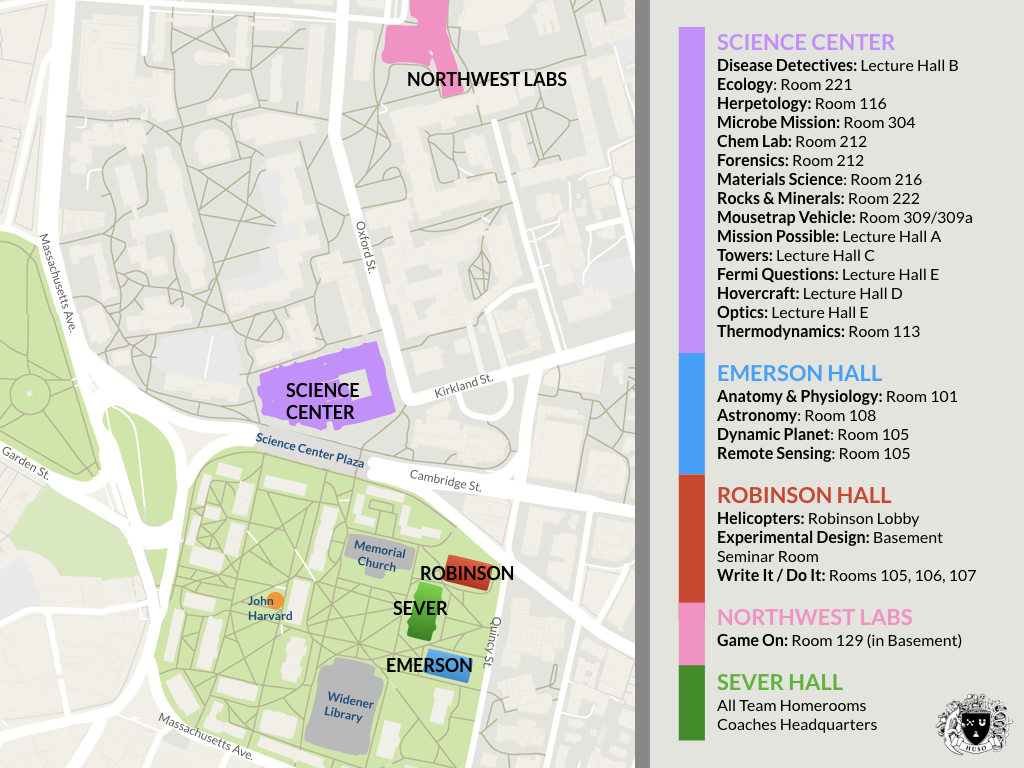 NORTHWEST LABS
Massachusetts Ave.
Oxford St.
SCIENCE
CENTER
Kirkland St.
Science Center Plaza
Garden St.
Cambridge St.
Memorial
Church
ROBINSON
John
Harvard
SEVER
Quincy St.
EMERSON
Widener
Library
Massachusetts Ave.
SCIENCE CENTER
Disease Detectives: Lecture Hall B
Ecology: Room 221
Herpetology: Room 116
Microbe Mission: Room 304
Chem Lab: Room 212
Forensics: Room 212
Materials Science: Room 216
Rocks & Minerals: Room 222
Mousetrap Vehicle: Room 309/309a
Mission Possible: Lecture Hall A
Towers: Lecture Hall C
Fermi Questions: Lecture Hall E
Hovercraft: Lecture Hall D
Optics: Lecture Hall E
Thermodynamics: Room 113
EMERSON HALL
Anatomy & Physiology: Room 101
Astronomy: Room 108
Dynamic Planet: Room 105
Remote Sensing: Room 105
ROBINSON HALL
Helicopters: Robinson Lobby
Experimental Design: Basement
Seminar Room
Write It / Do It: Rooms 105, 106, 107
NORTHWEST LABS
Game On: Room 129 (in Basement)
SEVER HALL
All Team Homerooms
Coaches Headquarters
HUSO